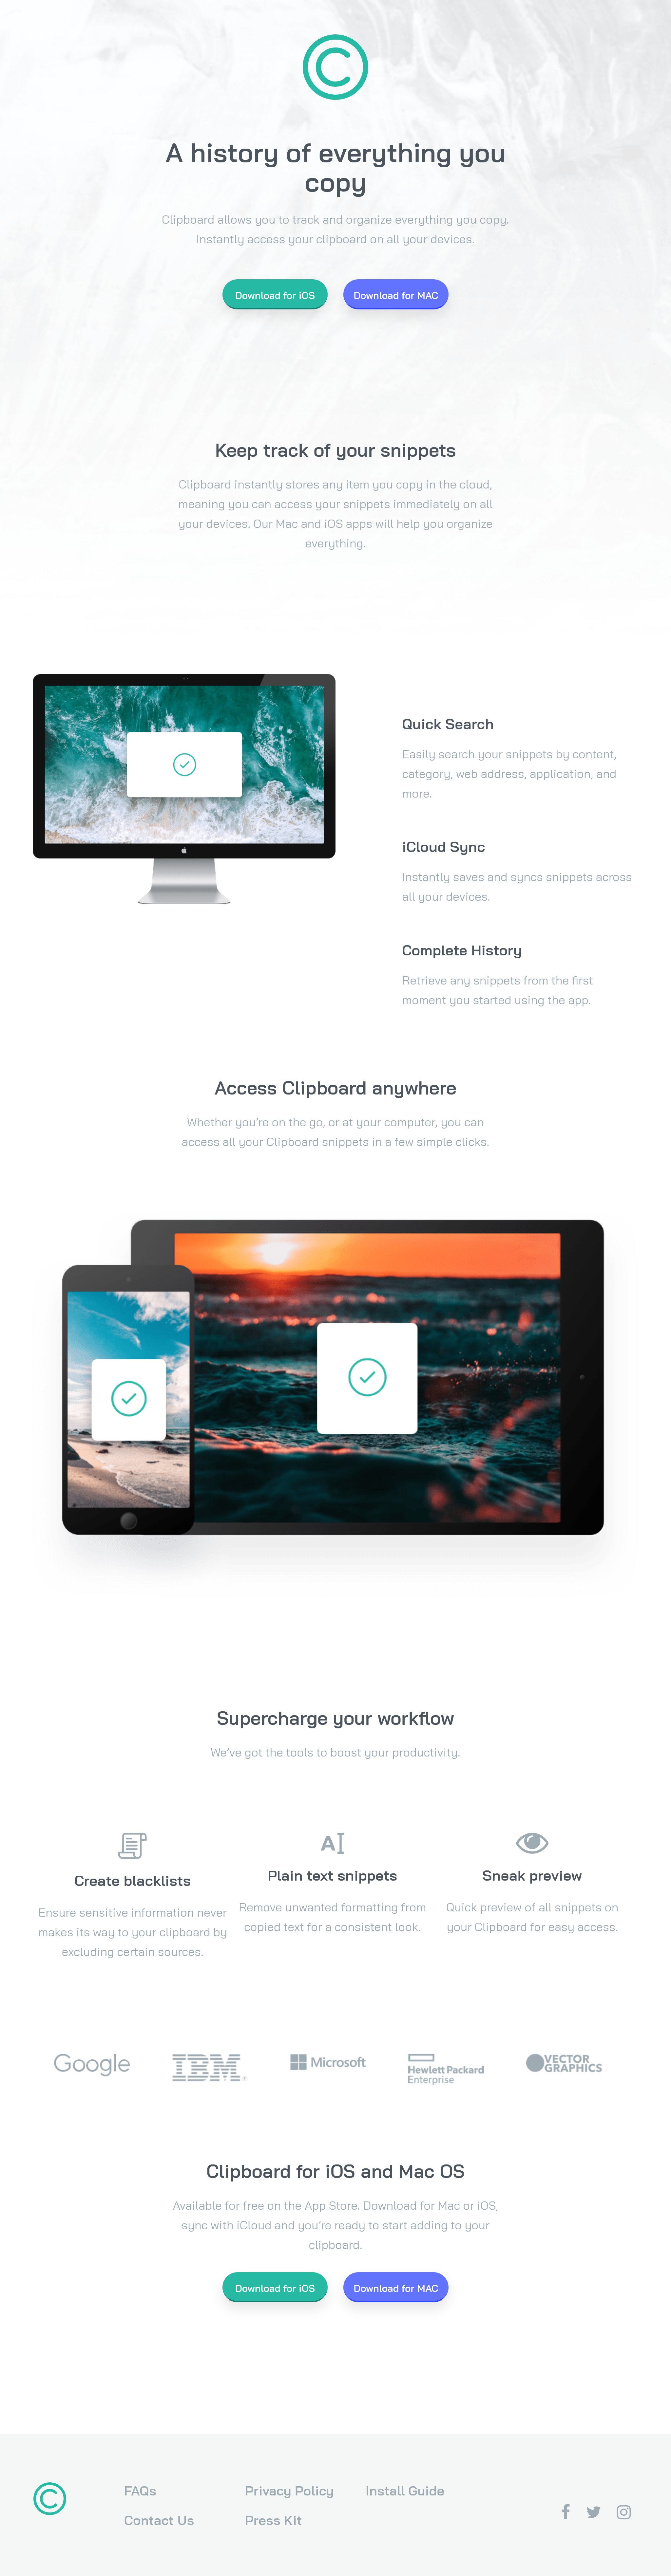 A history of everything you
copy
Clipboard allows you to track and organize everything you copy.
Instantly access your clipboard on all your devices.
Download for iOS
Download for MAC
Keep track of your snippets
Clipboard instantly stores any item you copy in the cloud,
meaning you can access your snippets immediately on all
your devices. Our Mac and iOS apps will help you organize
everything.
Quick Search
Easily search your snippets by content,
category, web address, application, and
more.
iCloud Sync
Instantly saves and syncs snippets across
all your devices.
Complete History
Retrieve any snippets from the first
moment you started using the app.
Access Clipboard anywhere
Whether you’re on the go, or at your computer, you can
access all your Clipboard snippets in a few simple clicks.
Supercharge your workflow
We’ve got the tools to boost your productivity.
Create blacklists
Ensure sensitive information never
makes its way to your clipboard by
excluding certain sources.
Plain text snippets
Remove unwanted formatting from
copied text for a consistent look.
Sneak preview
Quick preview of all snippets on
your Clipboard for easy access.
Google
IBM
Microsoft
Hewlett Packard
Enterprise
VECTOR
GRAPHICS
Clipboard for iOS and Mac OS
Available for free on the App Store. Download for Mac or iOS,
sync with iCloud and you’re ready to start adding to your
clipboard.
Download for iOS
Download for MAC
FAQs
Contact Us
Privacy Policy
Press Kit
Install Guide